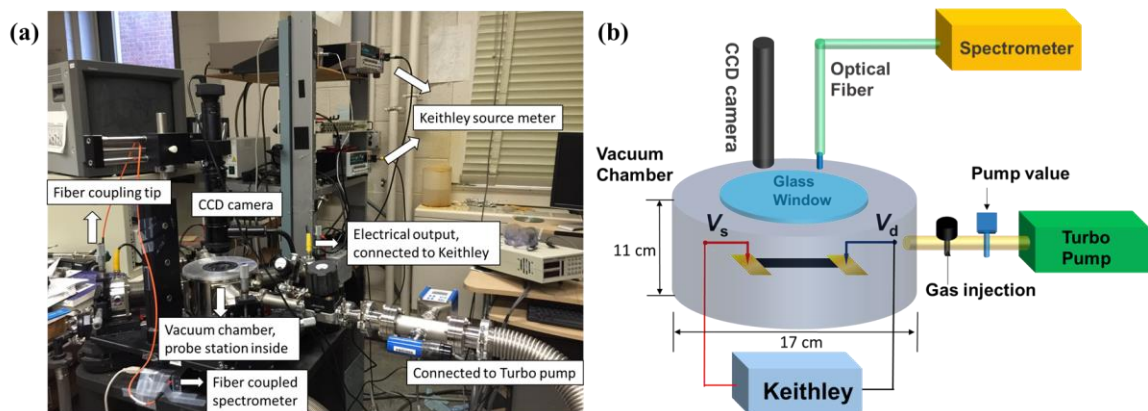 (a)
Keithley source meter
Fiber coupling tip
CCD camera
Electrical output,
connected to Keithley
Vacuum chamber,
probe station inside
Connected to Turbo pump
Fiber coupled
spectrometer
(b)
CCD camera
Optical
Fiber
Spectrometer
Vacuum
Chamber
Glass
Window
Pump value
11 cm
Vs
Vd
Turbo
Pump
Gas injection
17 cm
Keithley